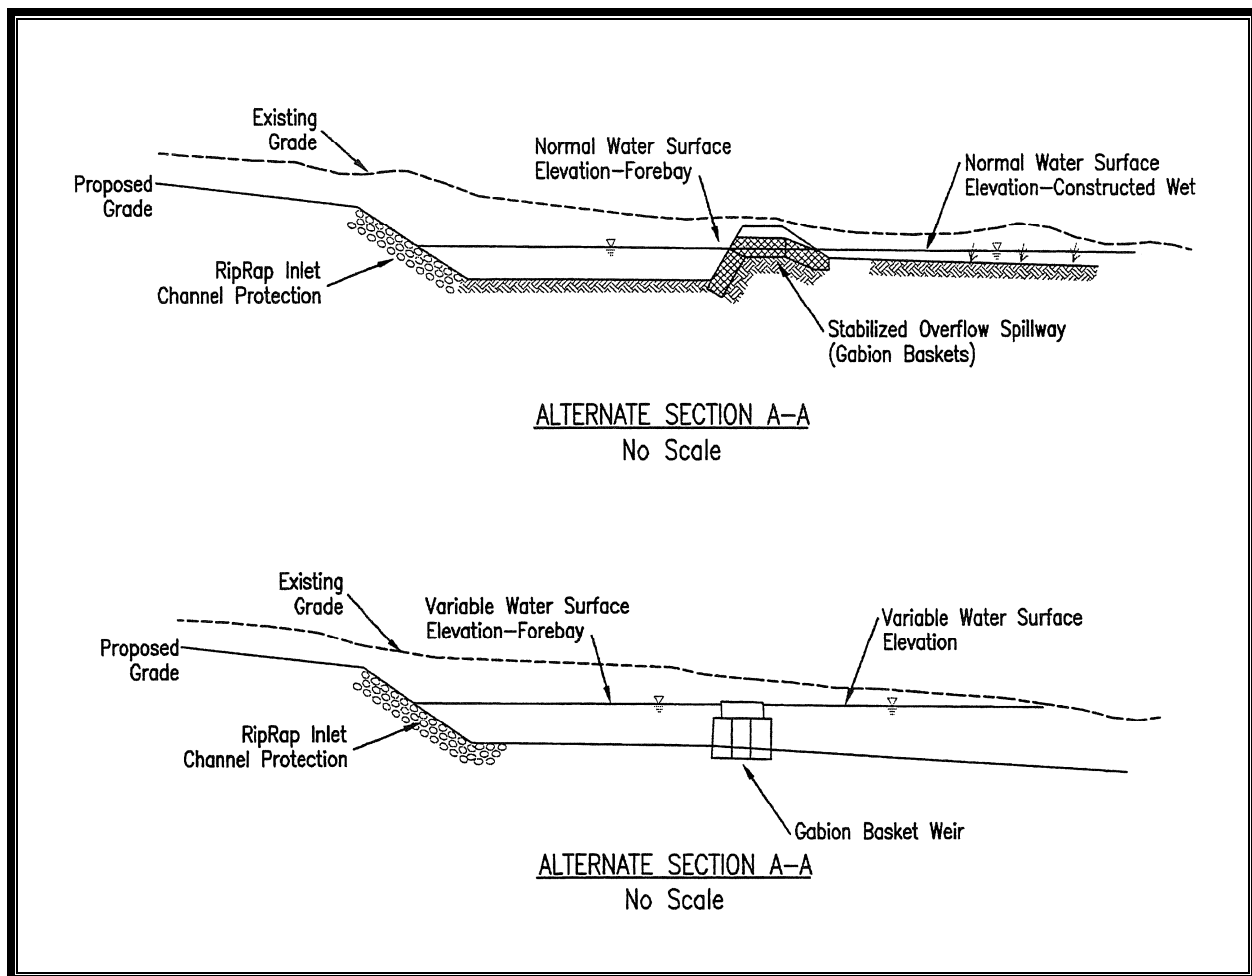 Existing
Grade
Normal Water Surface
Elevation-Forebay
Normal Water Surface
Elevation-Constructed Wet
Proposed
Grade
RipRap Inlet
Channel Protection
Stabilized Overflow Spillway
(Gabion Baskets)
ALTERNATE SECTION A-A
No Scale
Existing
Grade
Variable Water Surface
Elevation-Forebay
Variable Water Surface
Elevation
Proposed
Grade
RipRap Inlet
Channel Protection
Gabion Basket Weir
ALTERNATE SECTION A-A
No Scale